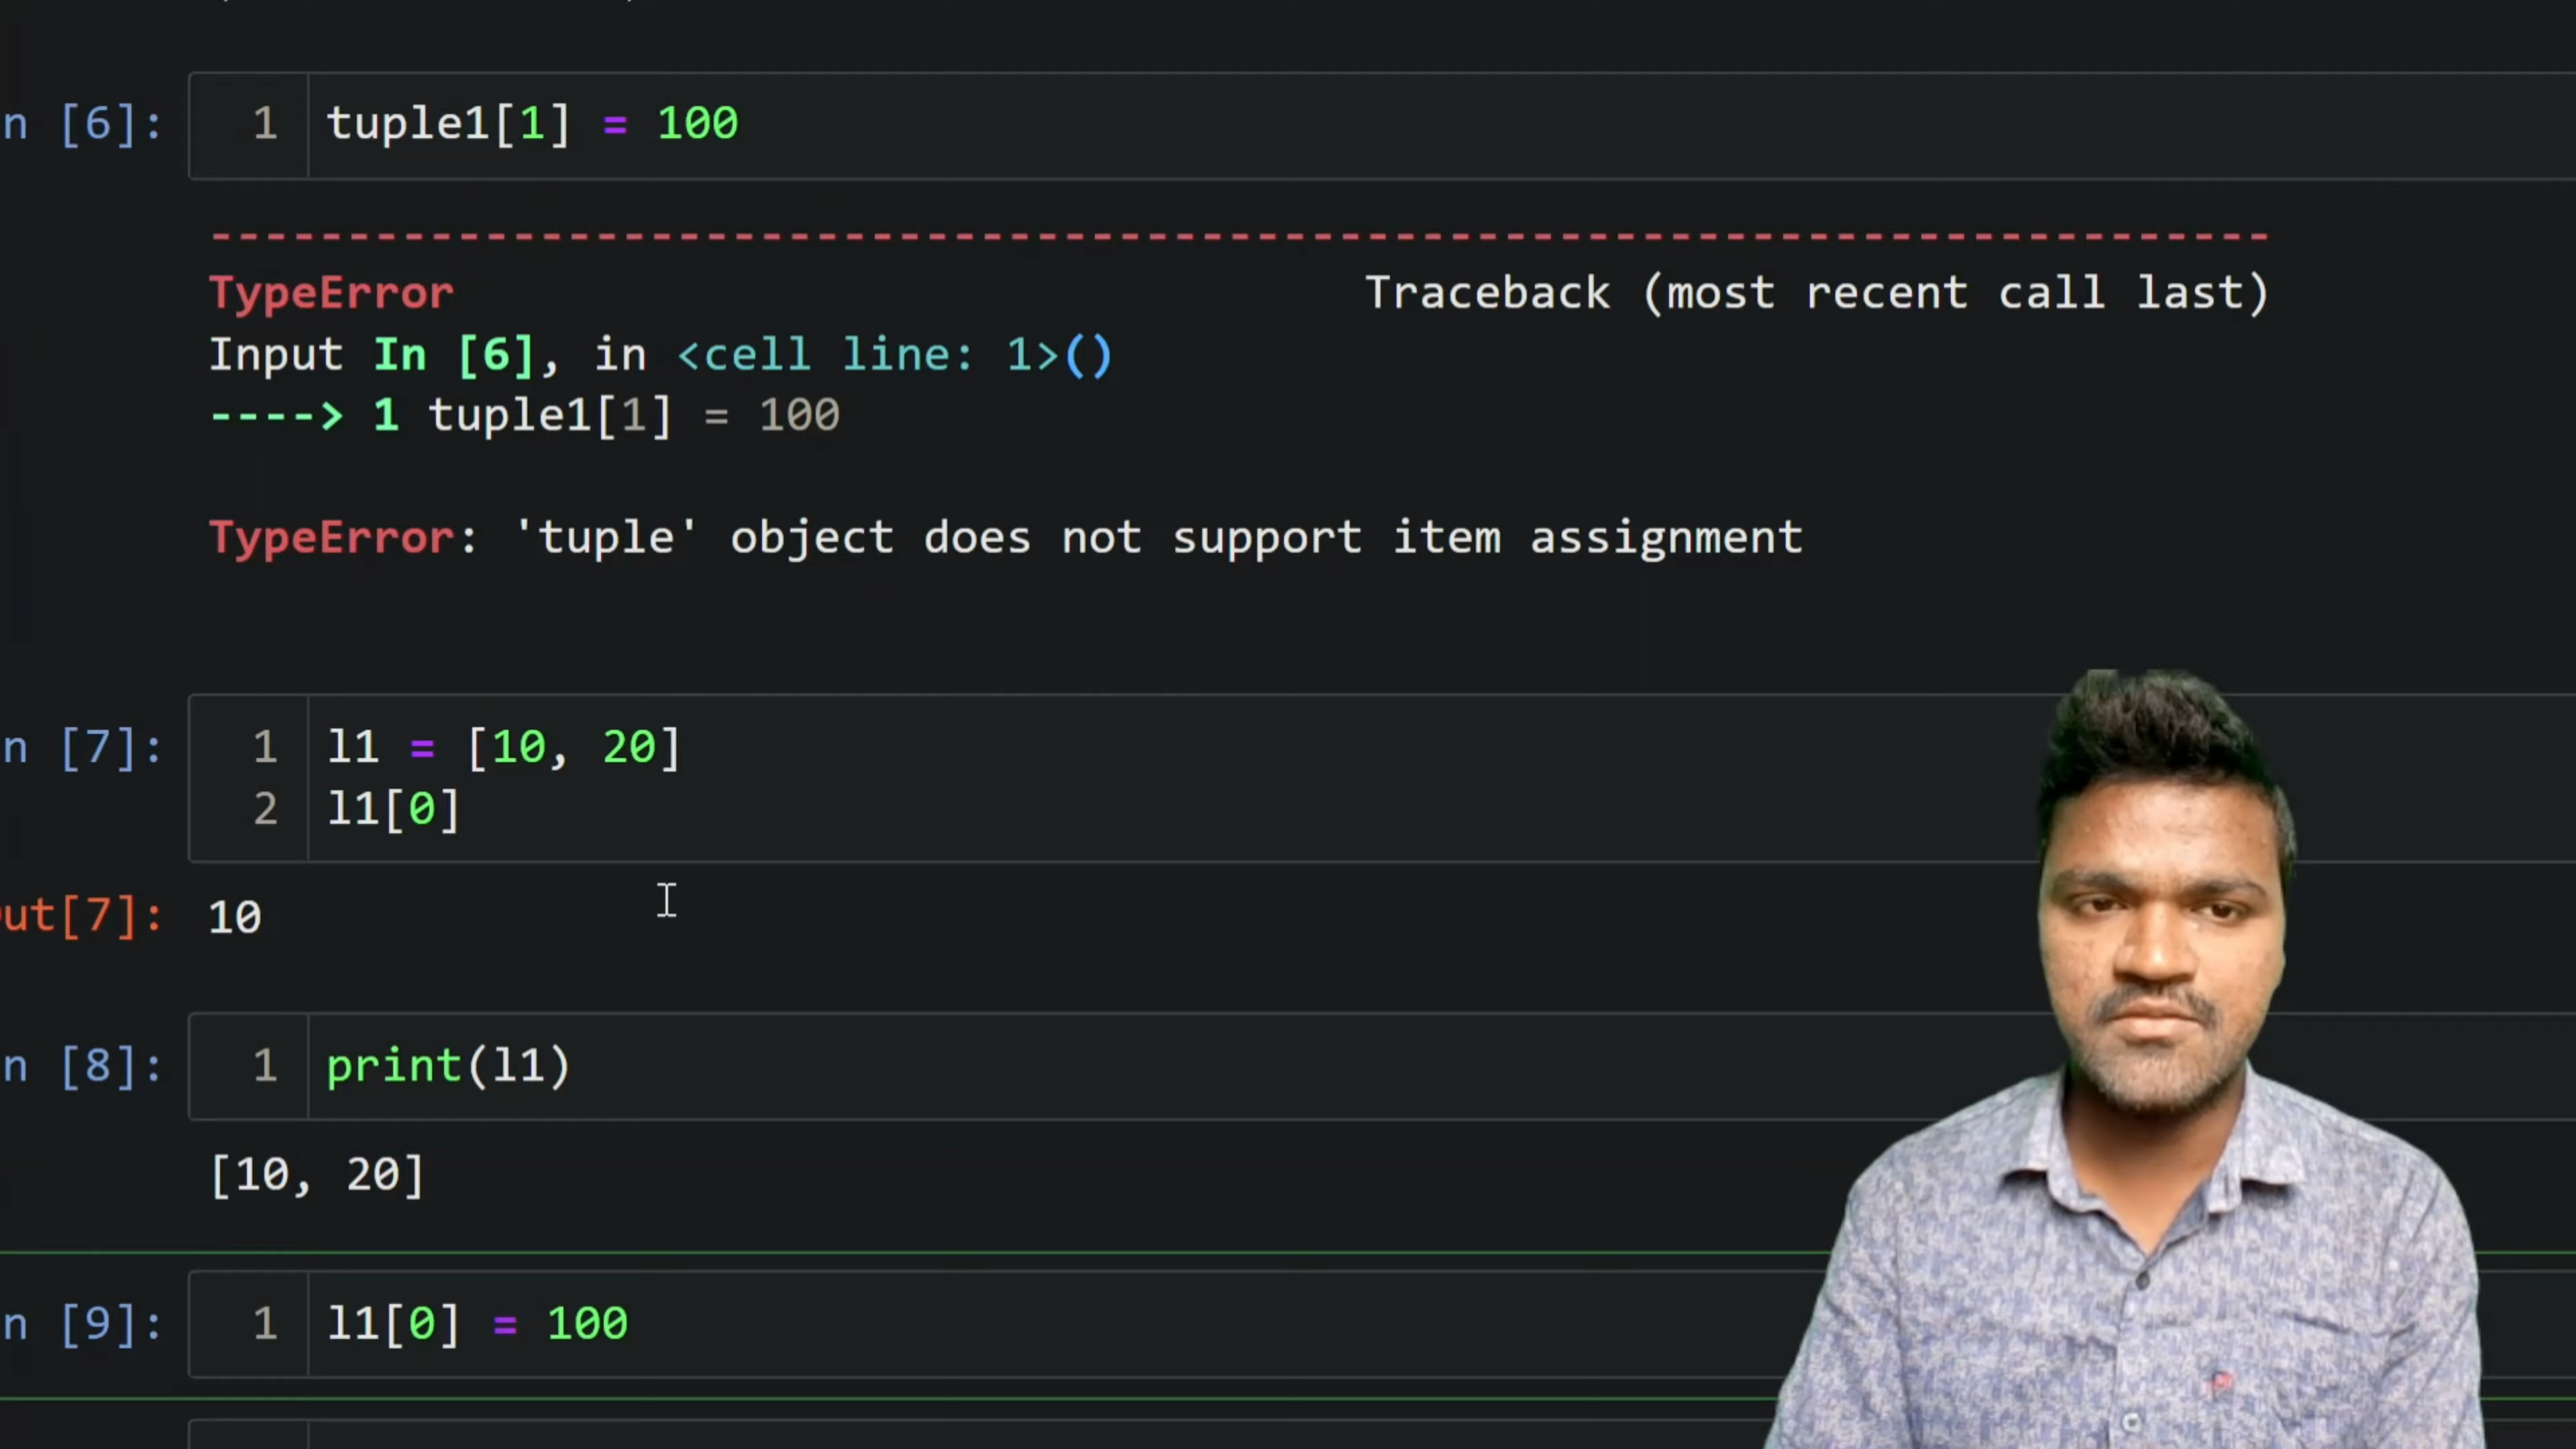 n [6]: 1 tuple1[1] = 100
---------------------------------------------------------------------------
TypeError Traceback (most recent call last)
Input In [6], in <cell line: 1>()
----> 1 tuple1[1] = 100
TypeError: 'tuple' object does not support item assignment
n [7]: 1 l1 = [10, 20]
2 l1[0]
ut[7]: 10
n [8]: 1 print(l1)
[10, 20]
n [9]: 1 l1[0] = 100